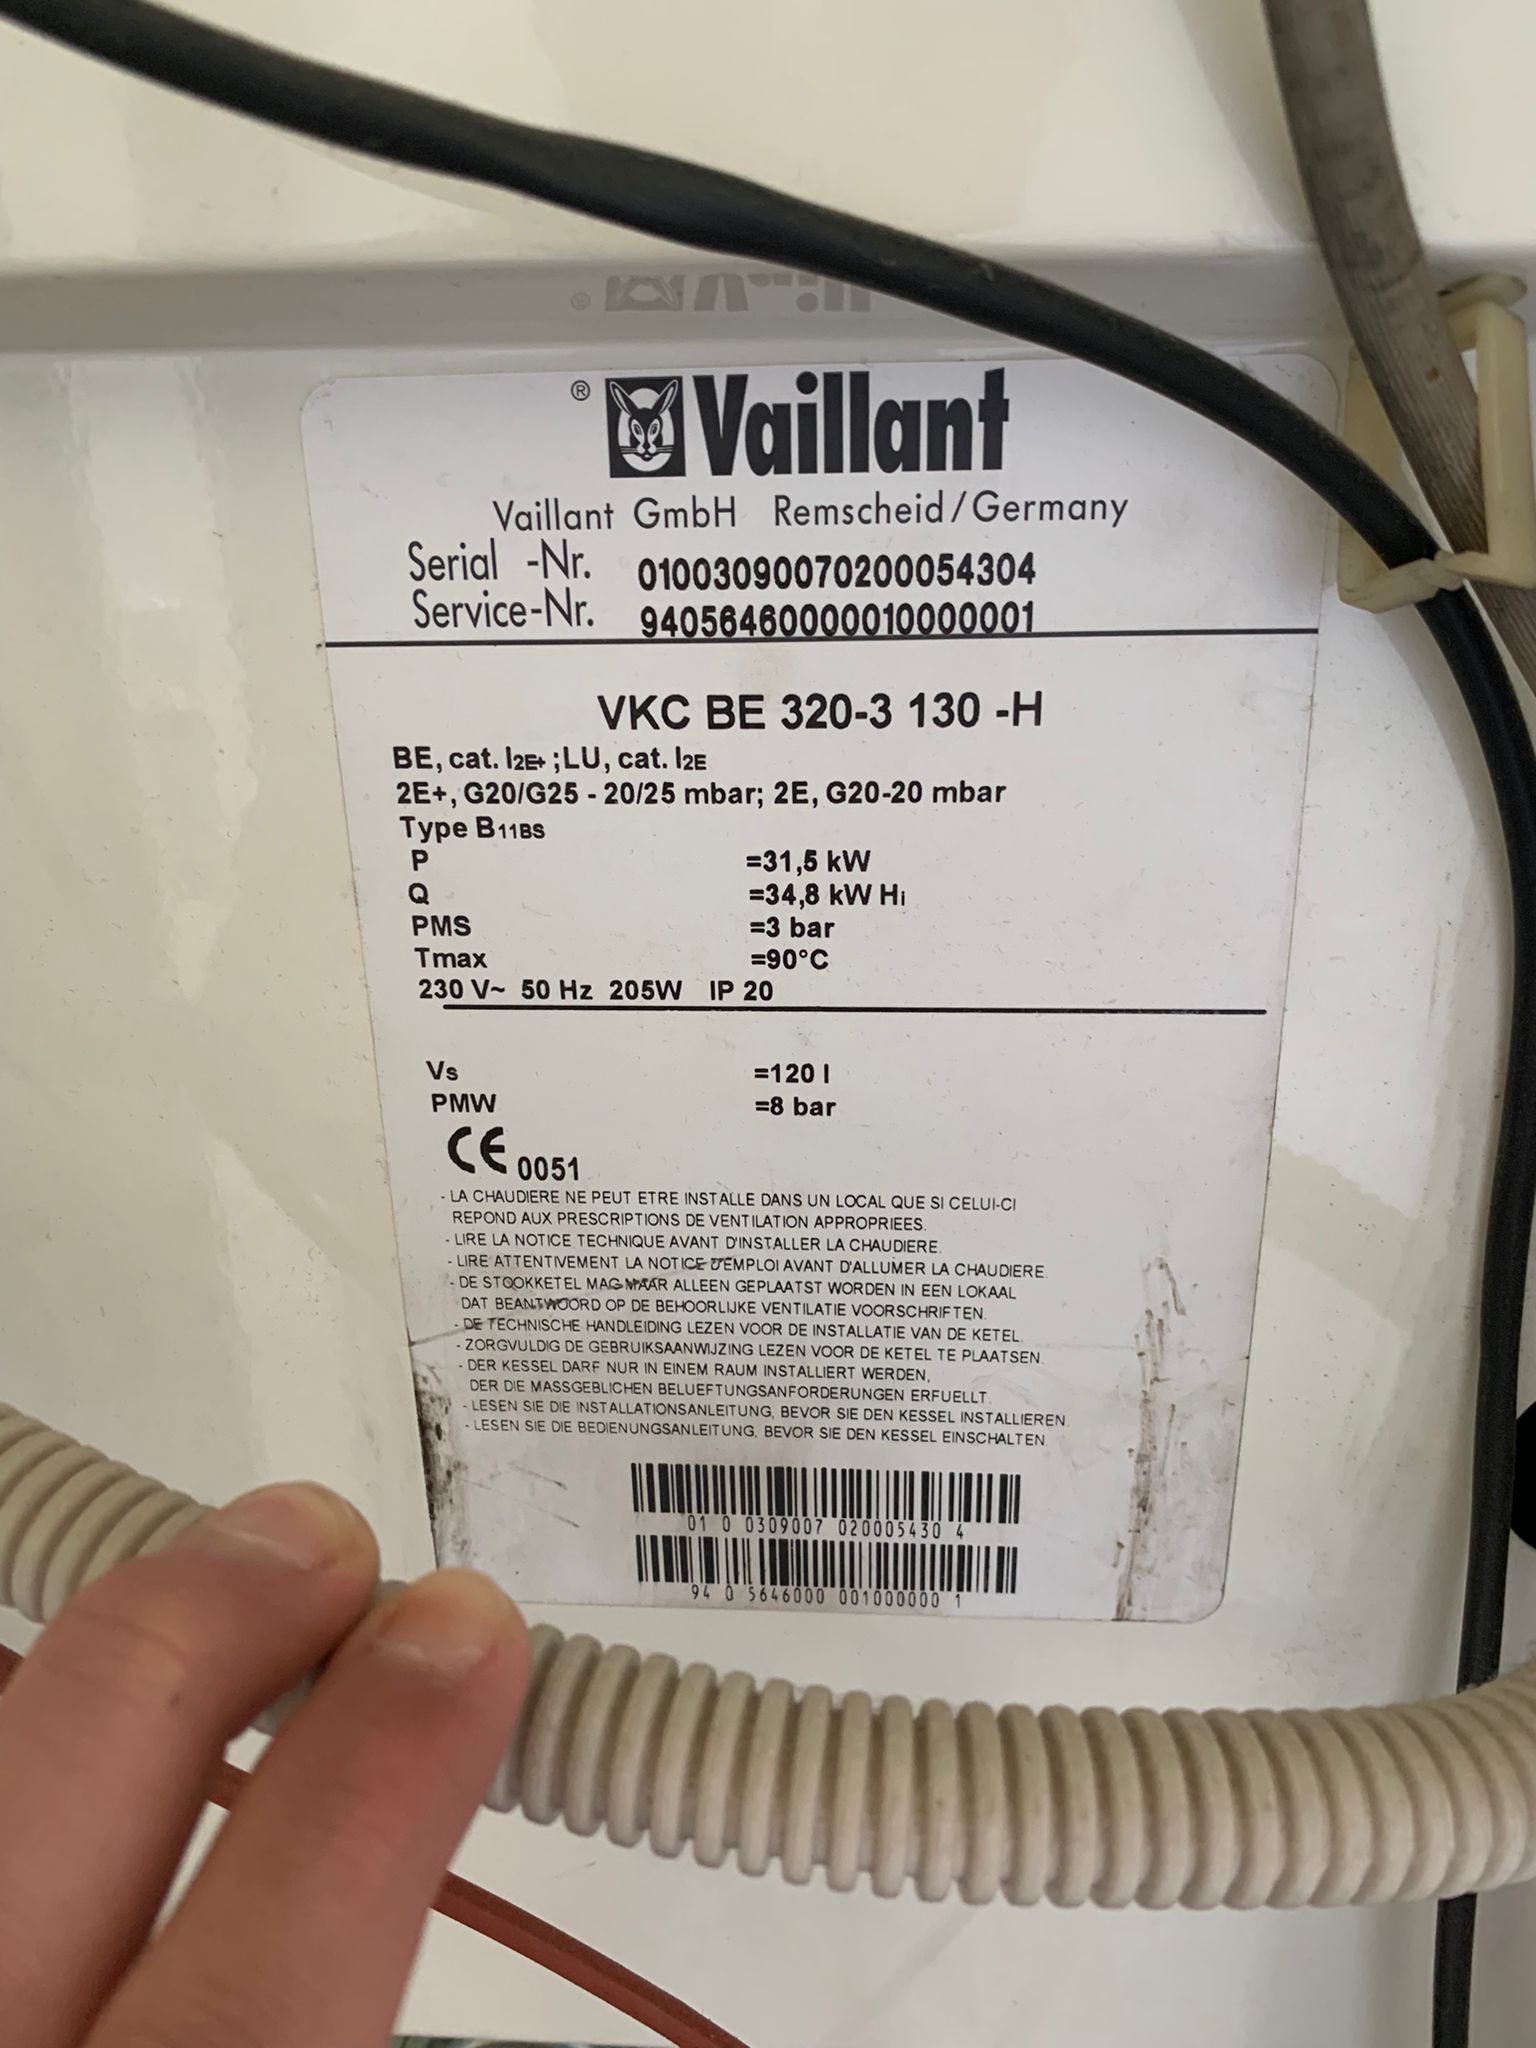 ® Vaillant
Vaillant GmbH Remscheid/Germany
Serial -Nr. 01003090070200054304
Service-Nr. 94056460000010000001
VKC BE 320-3 130 -H
BE, cat. I2E+ ;LU, cat. I2E
2E+, G20/G25 - 20/25 mbar; 2E, G20-20 mbar
Type B11BS
P =31,5 kW
Q =34,8 kW Hi
PMS =3 bar
Tmax =90°C
230 V~ 50 Hz 205W IP 20
Vs =120 l
PMW =8 bar
CE 0051
- LA CHAUDIERE NE PEUT ETRE INSTALLE DANS UN LOCAL QUE SI CELUI-CI
REPOND AUX PRESCRIPTIONS DE VENTILATION APPROPRIEES.
- LIRE LA NOTICE TECHNIQUE AVANT D'INSTALLER LA CHAUDIERE.
- LIRE ATTENTIVEMENT LA NOTICE D'EMPLOI AVANT D'ALLUMER LA CHAUDIERE.
- DE STOOKKETEL MAG MAAR ALLEEN GEPLAATST WORDEN IN EEN LOKAAL
DAT BEANTWOORD OP DE BEHOORLIJKE VENTILATIE VOORSCHRIFTEN.
- DE TECHNISCHE HANDLEIDING LEZEN VOOR DE INSTALLATIE VAN DE KETEL.
- ZORGVULDIG DE GEBRUIKSAANWIJZING LEZEN VOOR DE KETEL TE PLAATSEN.
- DER KESSEL DARF NUR IN EINEM RAUM INSTALLIERT WERDEN,
DER DIE MASSGEBLICHEN BELUEFTUNGSANFORDERUNGEN ERFUELLT.
- LESEN SIE DIE INSTALLATIONSANLEITUNG, BEVOR SIE DEN KESSEL INSTALLIEREN
- LESEN SIE DIE BEDIENUNGSANLEITUNG, BEVOR SIE DEN KESSEL EINSCHALTEN
01 0 0309007 020005430 4
94 0 5646000 001000000 1